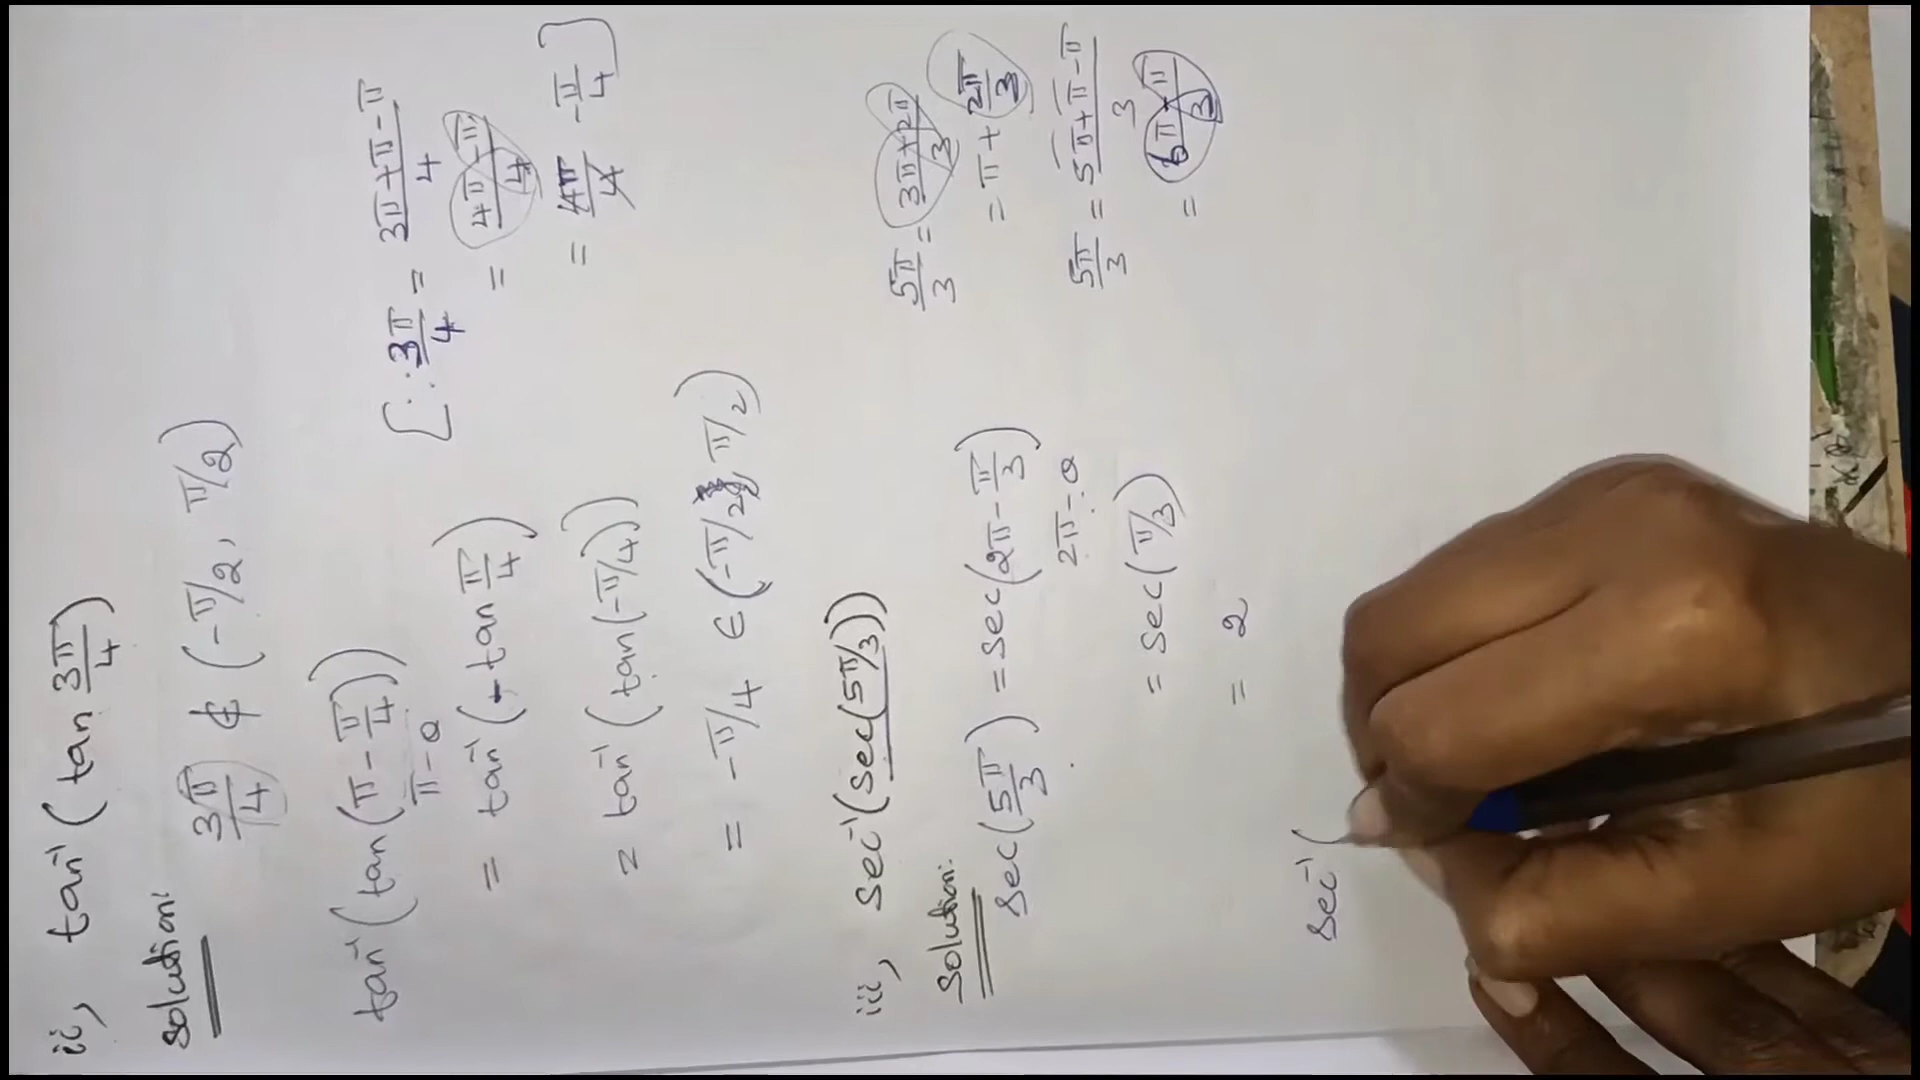 ii, tan⁻¹(tan 3π/4)
Solution:
3π/4 ∉ (-π/2, π/2)
tan⁻¹(tan(π - π/4))
π - θ
= tan⁻¹(-tan π/4)
= tan⁻¹(tan(-π/4))
= -π/4 ∈ (-π/2, π/2)
[∵ 3π/4 = (3π+π-π)/4
= (4π-π)/4
= 4π/4 - π/4]
iii, sec⁻¹(sec(5π/3))
Solution:
sec(5π/3) = sec(2π - π/3)
2π - θ
= sec(π/3)
= 2
5π/3 = (3π+2π)/3
= π + 2π/3
5π/3 = (5π+π-π)/3
= (6π-π)/3
sec⁻¹(